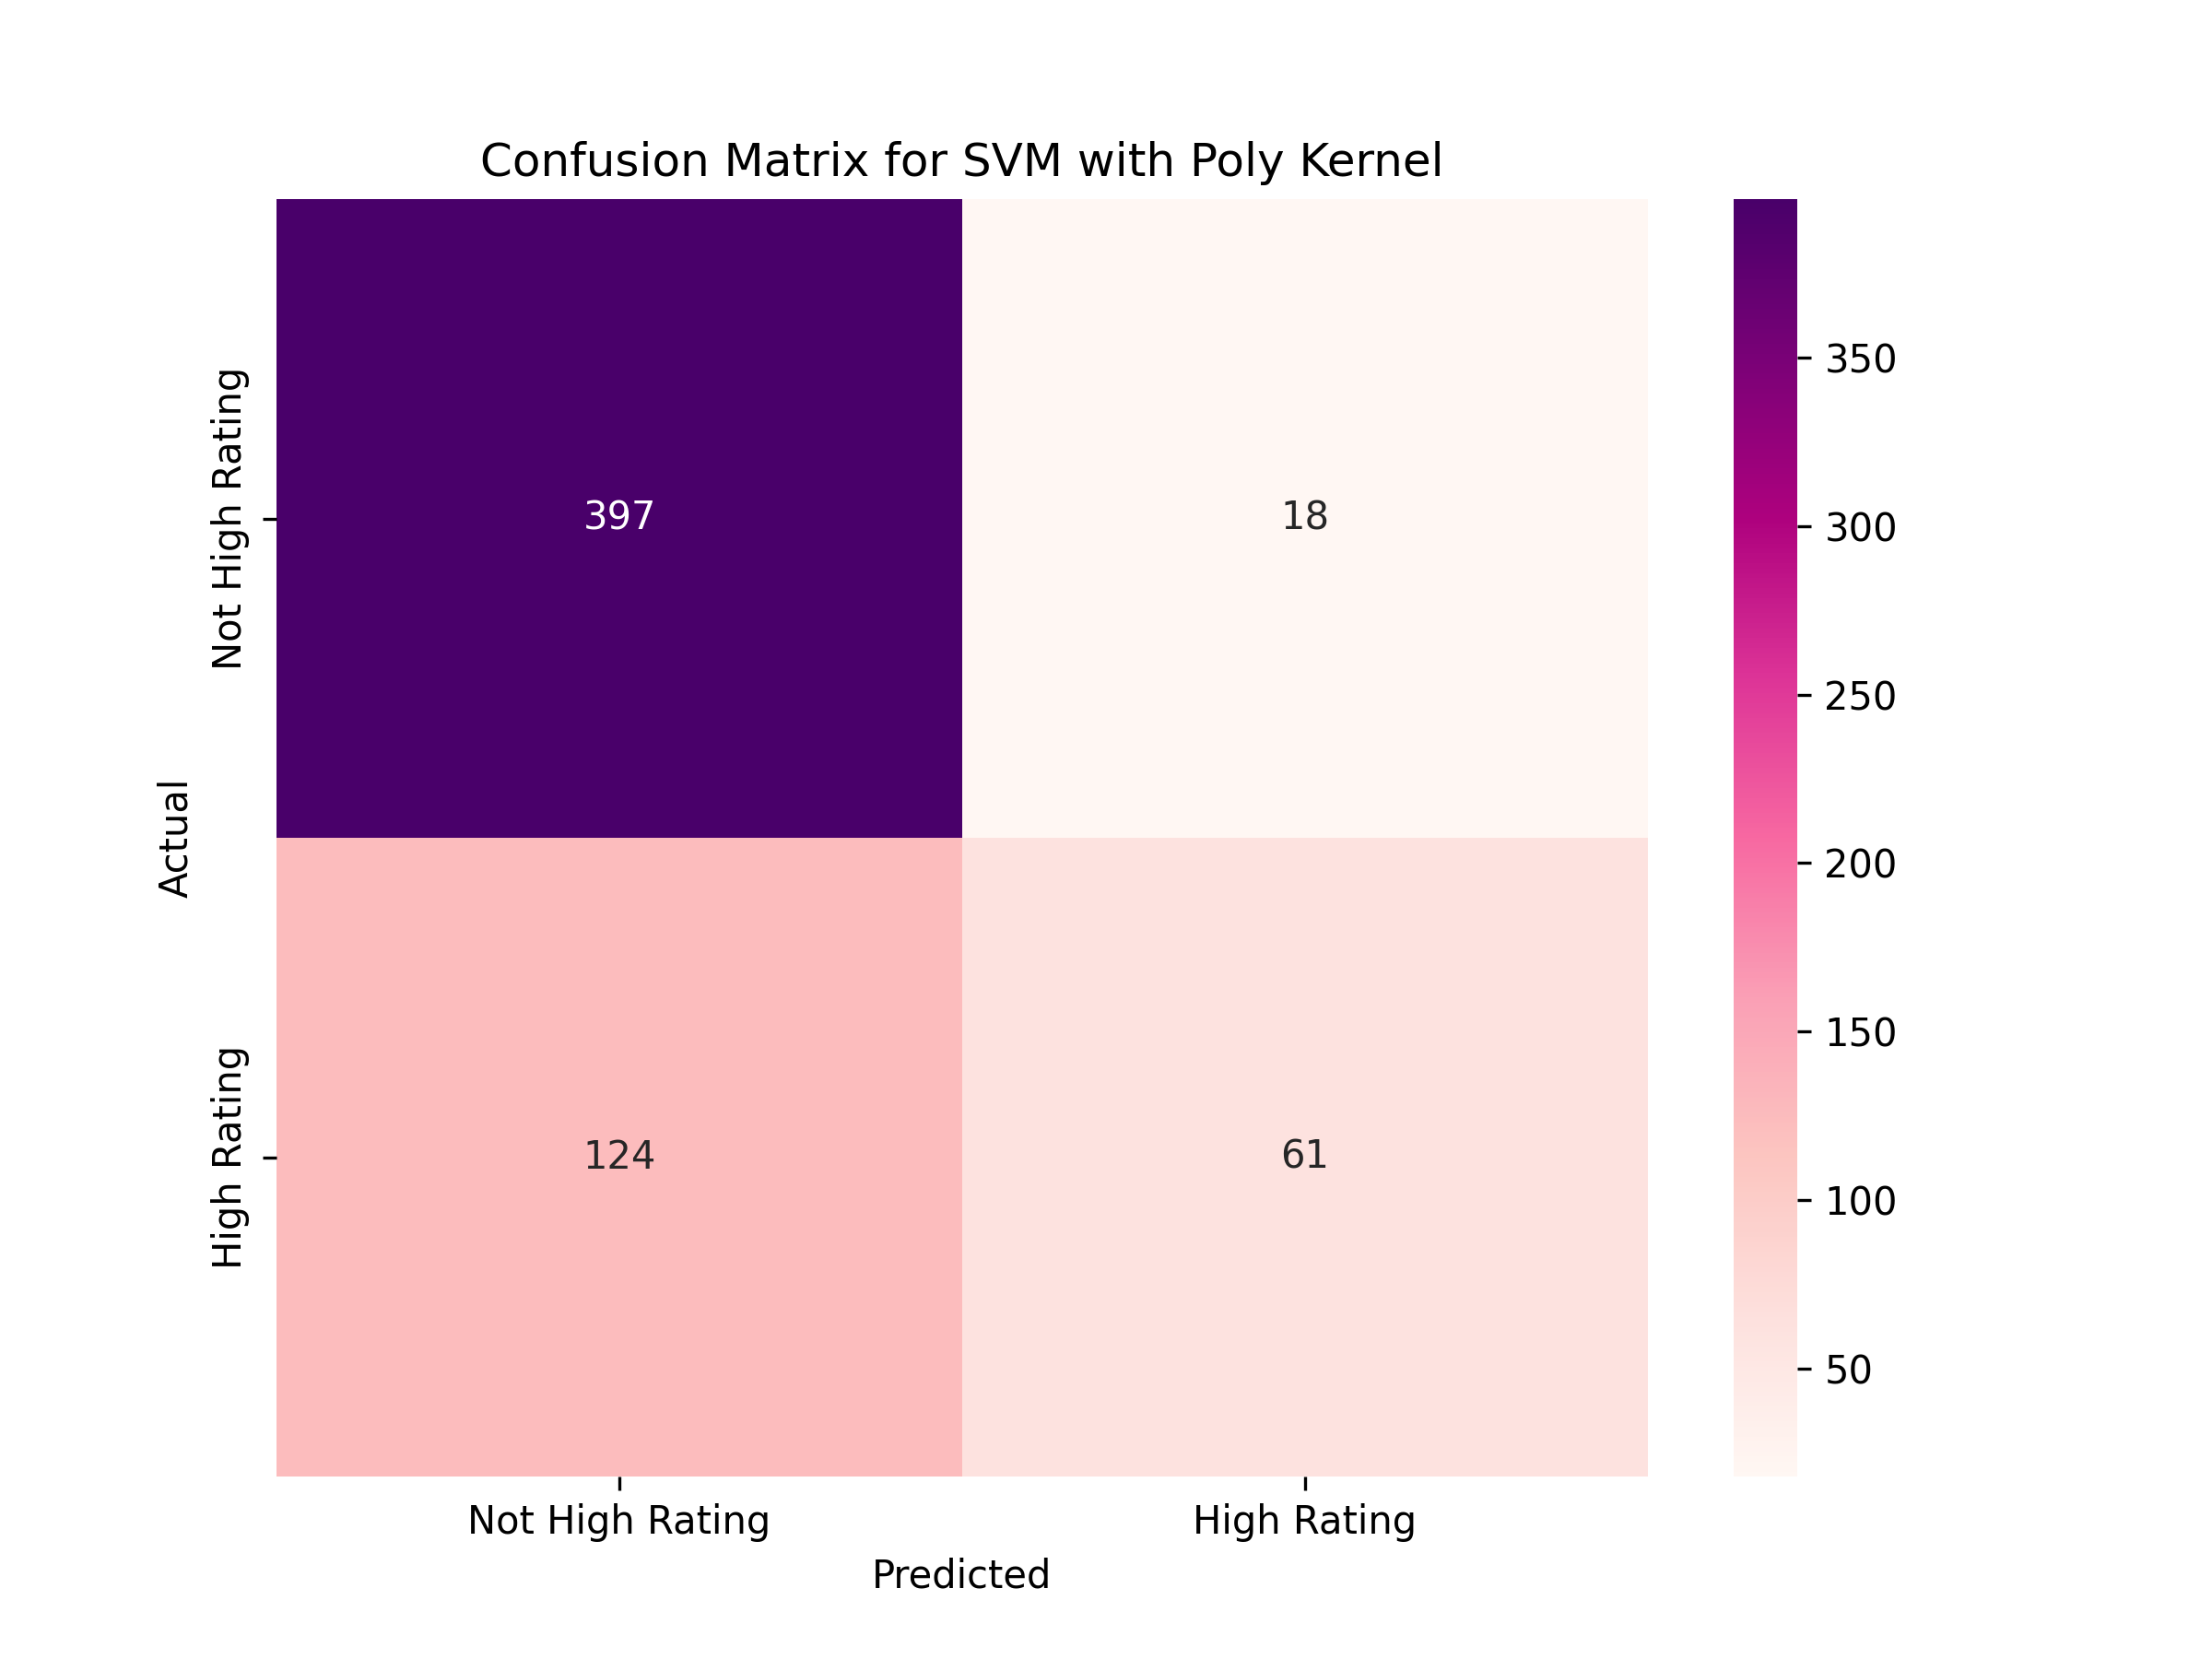 Confusion Matrix for SVM with Poly Kernel
Actual
Not High Rating
High Rating
397
18
124
61
Not High Rating
High Rating
Predicted
350
300
250
200
150
100
50